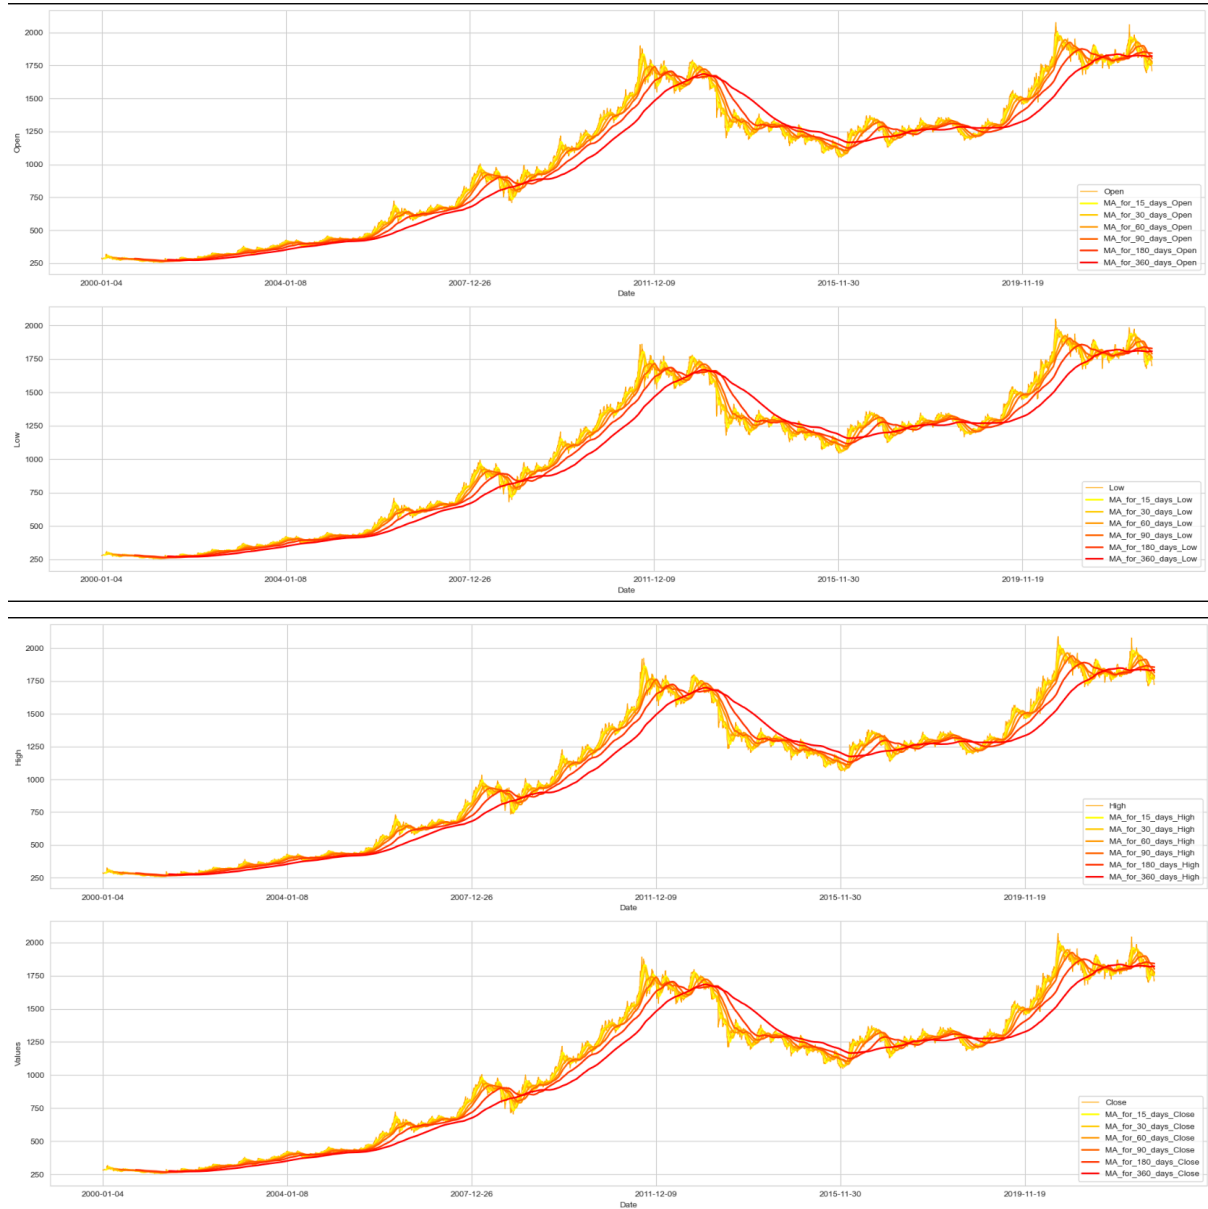 2000
1750
1500
1250
1000
750
500
250
Open
Open
MA_for_15_days_Open
MA_for_30_days_Open
MA_for_60_days_Open
MA_for_90_days_Open
MA_for_180_days_Open
MA_for_360_days_Open
2000-01-04 2004-01-08 2007-12-26 2011-12-09 2015-11-30 2019-11-19
Date
2000
1750
1500
1250
1000
750
500
250
Low
Low
MA_for_15_days_Low
MA_for_30_days_Low
MA_for_60_days_Low
MA_for_90_days_Low
MA_for_180_days_Low
MA_for_360_days_Low
2000-01-04 2004-01-08 2007-12-26 2011-12-09 2015-11-30 2019-11-19
Date
2000
1750
1500
1250
1000
750
500
250
High
High
MA_for_15_days_High
MA_for_30_days_High
MA_for_60_days_High
MA_for_90_days_High
MA_for_180_days_High
MA_for_360_days_High
2000-01-04 2004-01-08 2007-12-26 2011-12-09 2015-11-30 2019-11-19
Date
2000
1750
1500
1250
1000
750
500
250
Values
Close
MA_for_15_days_Close
MA_for_30_days_Close
MA_for_60_days_Close
MA_for_90_days_Close
MA_for_180_days_Close
MA_for_360_days_Close
2000-01-04 2004-01-08 2007-12-26 2011-12-09 2015-11-30 2019-11-19
Date